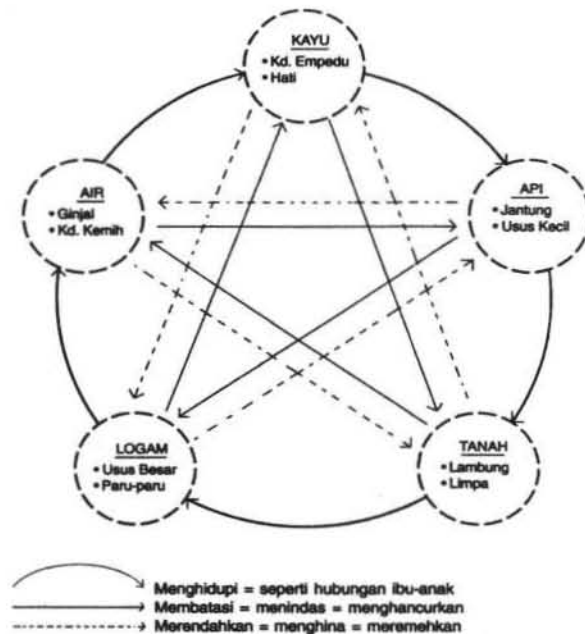 KAYU
• Kd. Empedu
• Hati
AIR
• Ginjal
• Kd. Kemih
API
• Jantung
• Usus Kecil
LOGAM
• Usus Besar
• Paru-paru
TANAH
• Lambung
• Limpa
Menghidupi = seperti hubungan ibu-anak
Membatasi = menindas = menghancurkan
Merendahkan = menghina = meremehkan